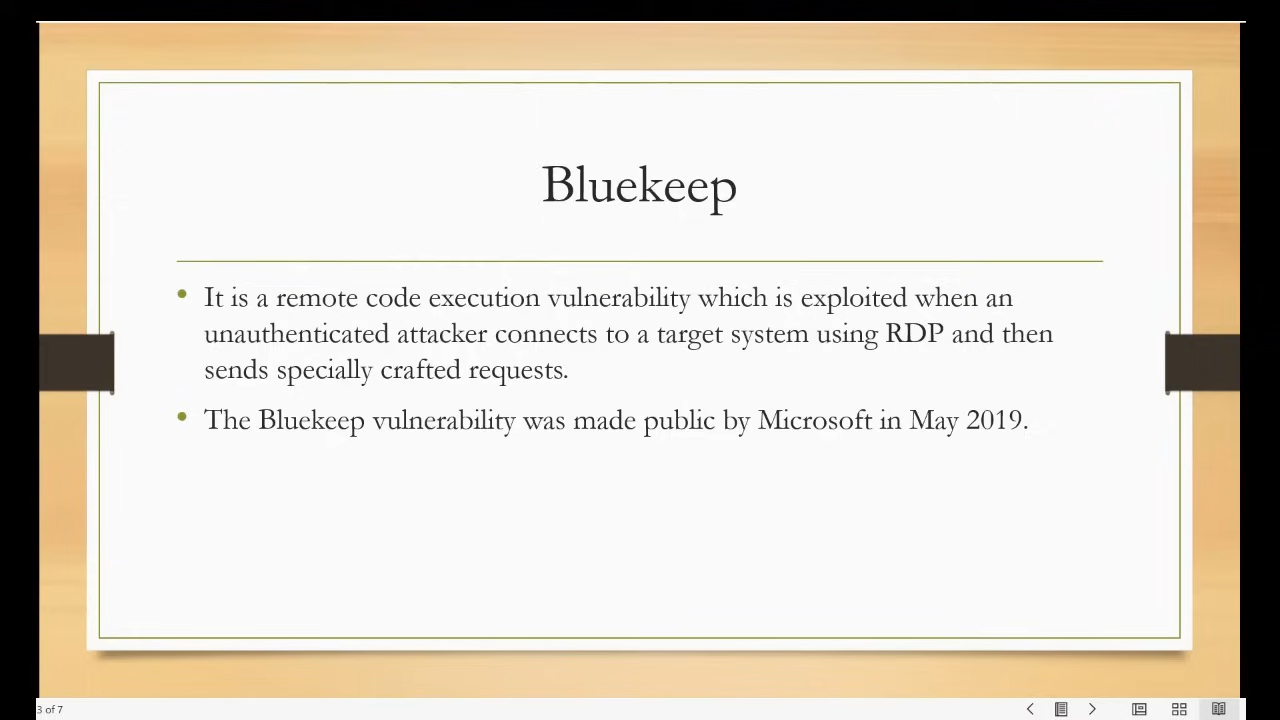 Bluekeep
• It is a remote code execution vulnerability which is exploited when an
unauthenticated attacker connects to a target system using RDP and then
sends specially crafted requests.
• The Bluekeep vulnerability was made public by Microsoft in May 2019.
3 of 7